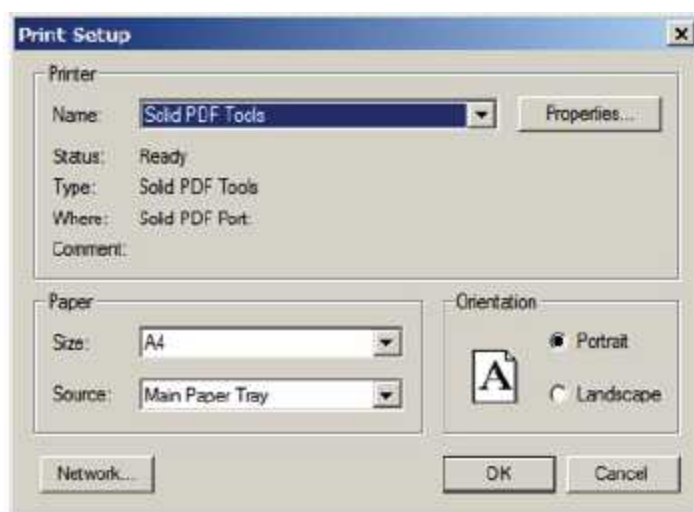 Print Setup
Printer
Name: Solid PDF Tools Properties...
Status: Ready
Type: Solid PDF Tools
Where: Solid PDF Port:
Comment:
Paper
Size: A4
Source: Main Paper Tray
Orientation
A
Portrait
Landscape
Network... OK Cancel